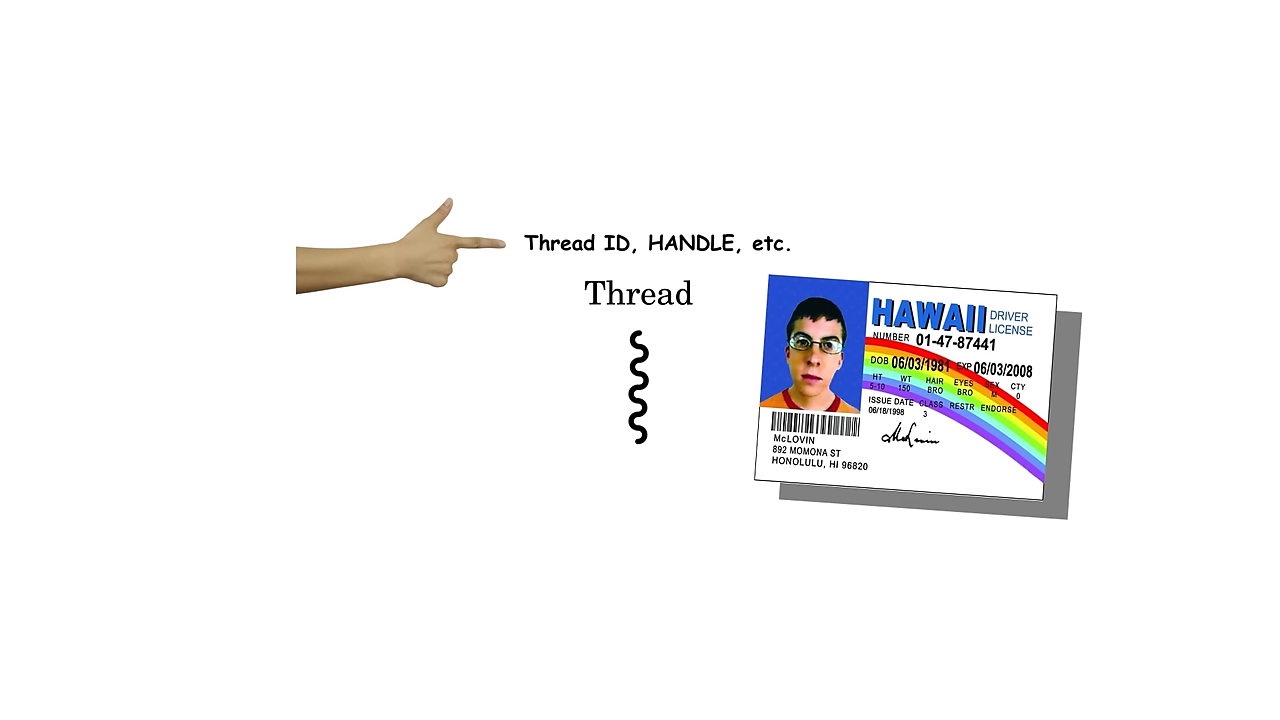 Thread ID, HANDLE, etc.
Thread
HAWAII DRIVER LICENSE
NUMBER 01-47-87441
DOB 06/03/1981 EXP 06/03/2008
HT WT HAIR EYES SEX CTY
5-10 150 BRO BRO M 0
ISSUE DATE CLASS RESTR ENDORSE
06/18/1998 3
McLovin
McLOVIN
892 MOMONA ST
HONOLULU, HI 96820